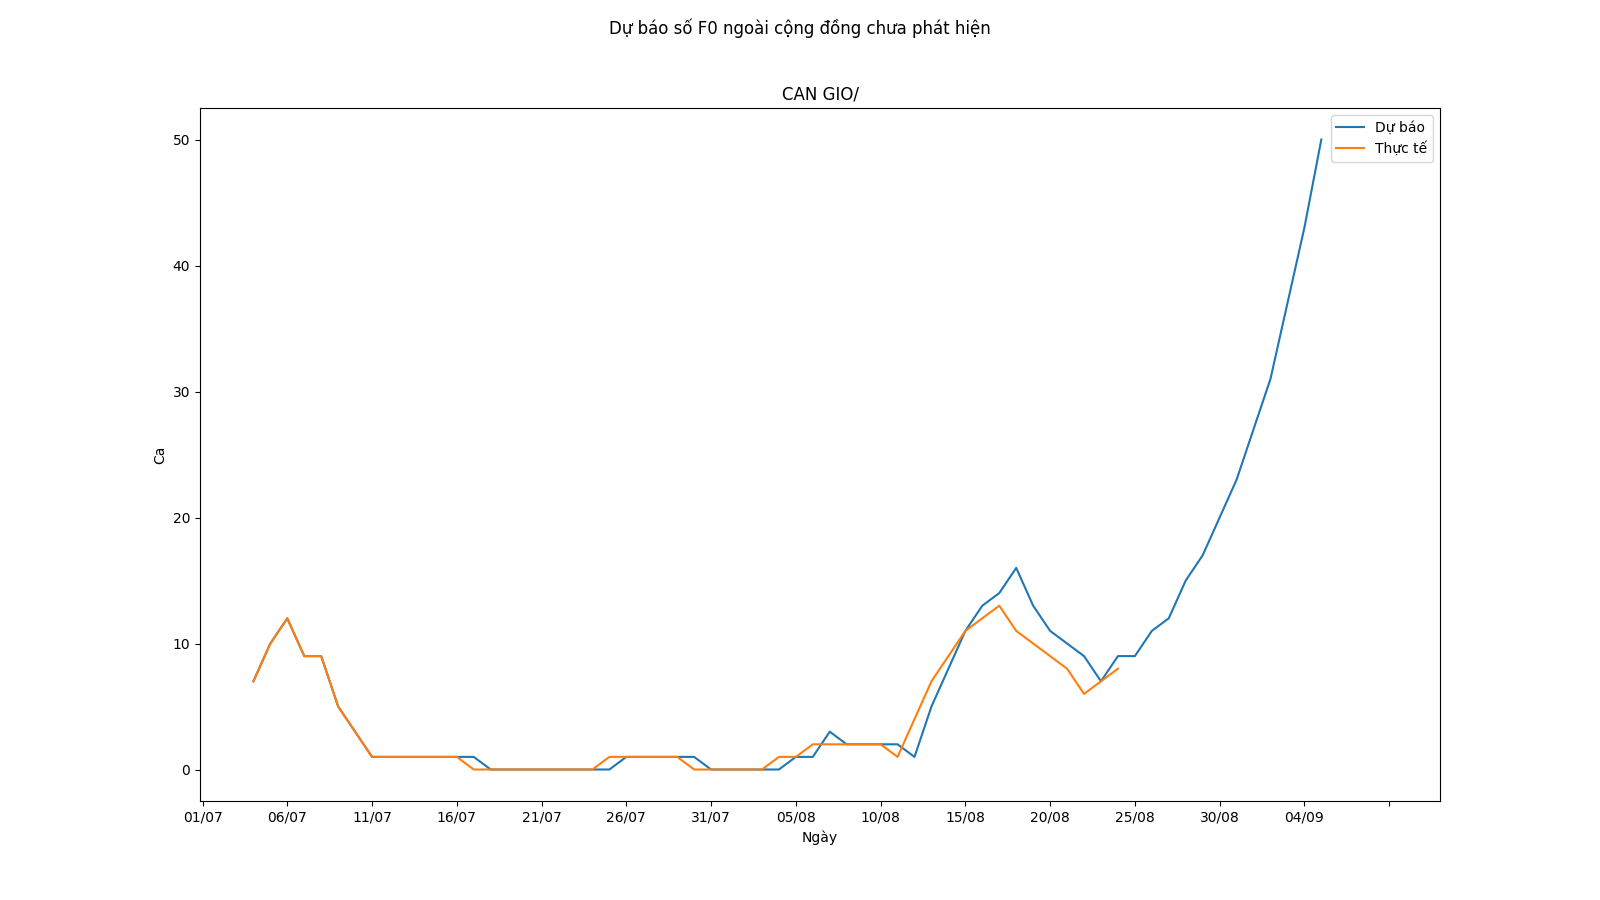 Dự báo số F0 ngoài cộng đồng chưa phát hiện
CAN GIO/
Dự báo
Thực tế
50
40
30
20
10
0
Ca
01/07 06/07 11/07 16/07 21/07 26/07 31/07 05/08 10/08 15/08 20/08 25/08 30/08 04/09
Ngày